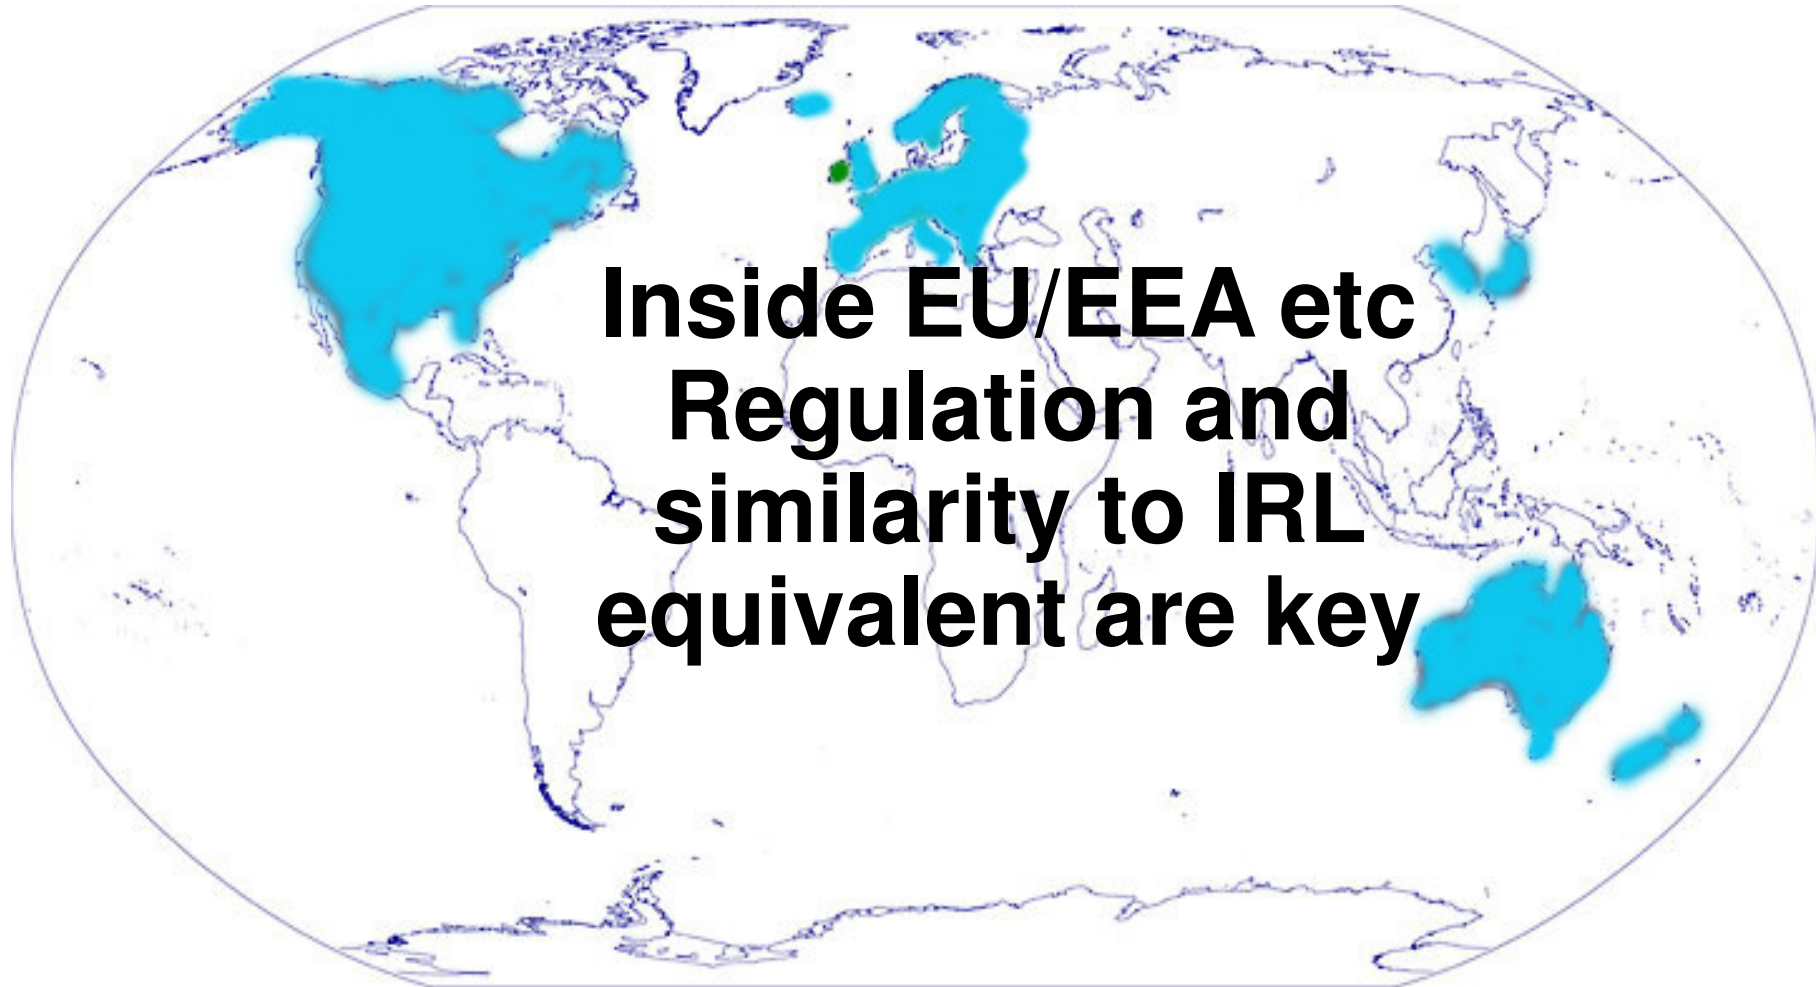 Inside EU/EEA etc
Regulation and
similarity to IRL
equivalent are key